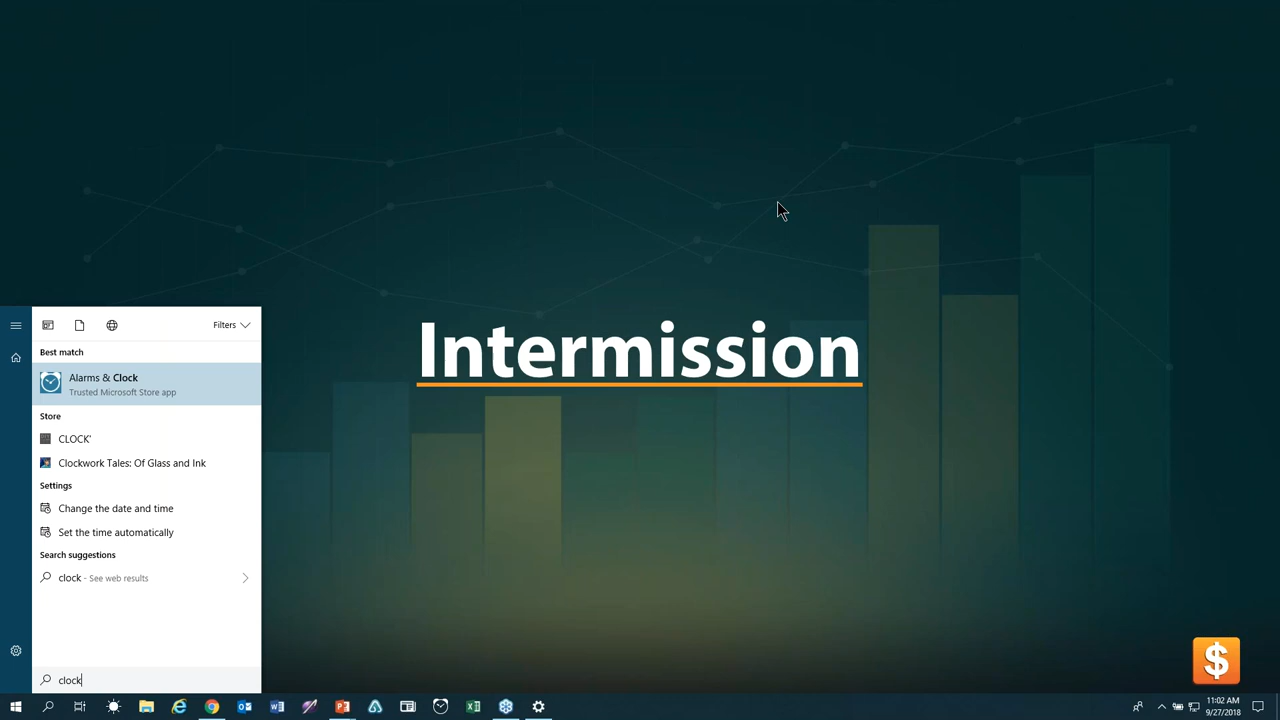 Intermission
Filters
Best match
Alarms & Clock
Trusted Microsoft Store app
Store
CLOCK'
Clockwork Tales: Of Glass and Ink
Settings
Change the date and time
Set the time automatically
Search suggestions
clock - See web results
clock
$
11:02 AM
9/27/2018